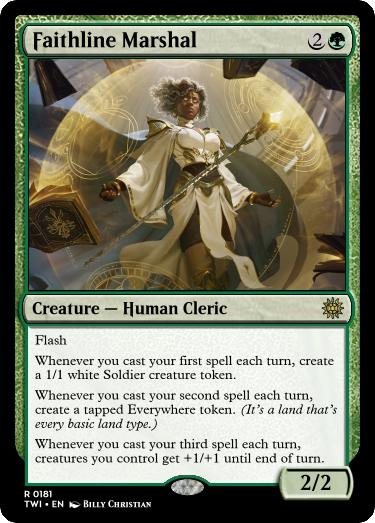 Faithline Marshal 2
Creature — Human Cleric
Flash
Whenever you cast your first spell each turn, create
a 1/1 white Soldier creature token.
Whenever you cast your second spell each turn,
create a tapped Everywhere token. (It's a land that's
every basic land type.)
Whenever you cast your third spell each turn,
creatures you control get +1/+1 until end of turn.
2/2
R 0181
TWI • EN Billy Christian